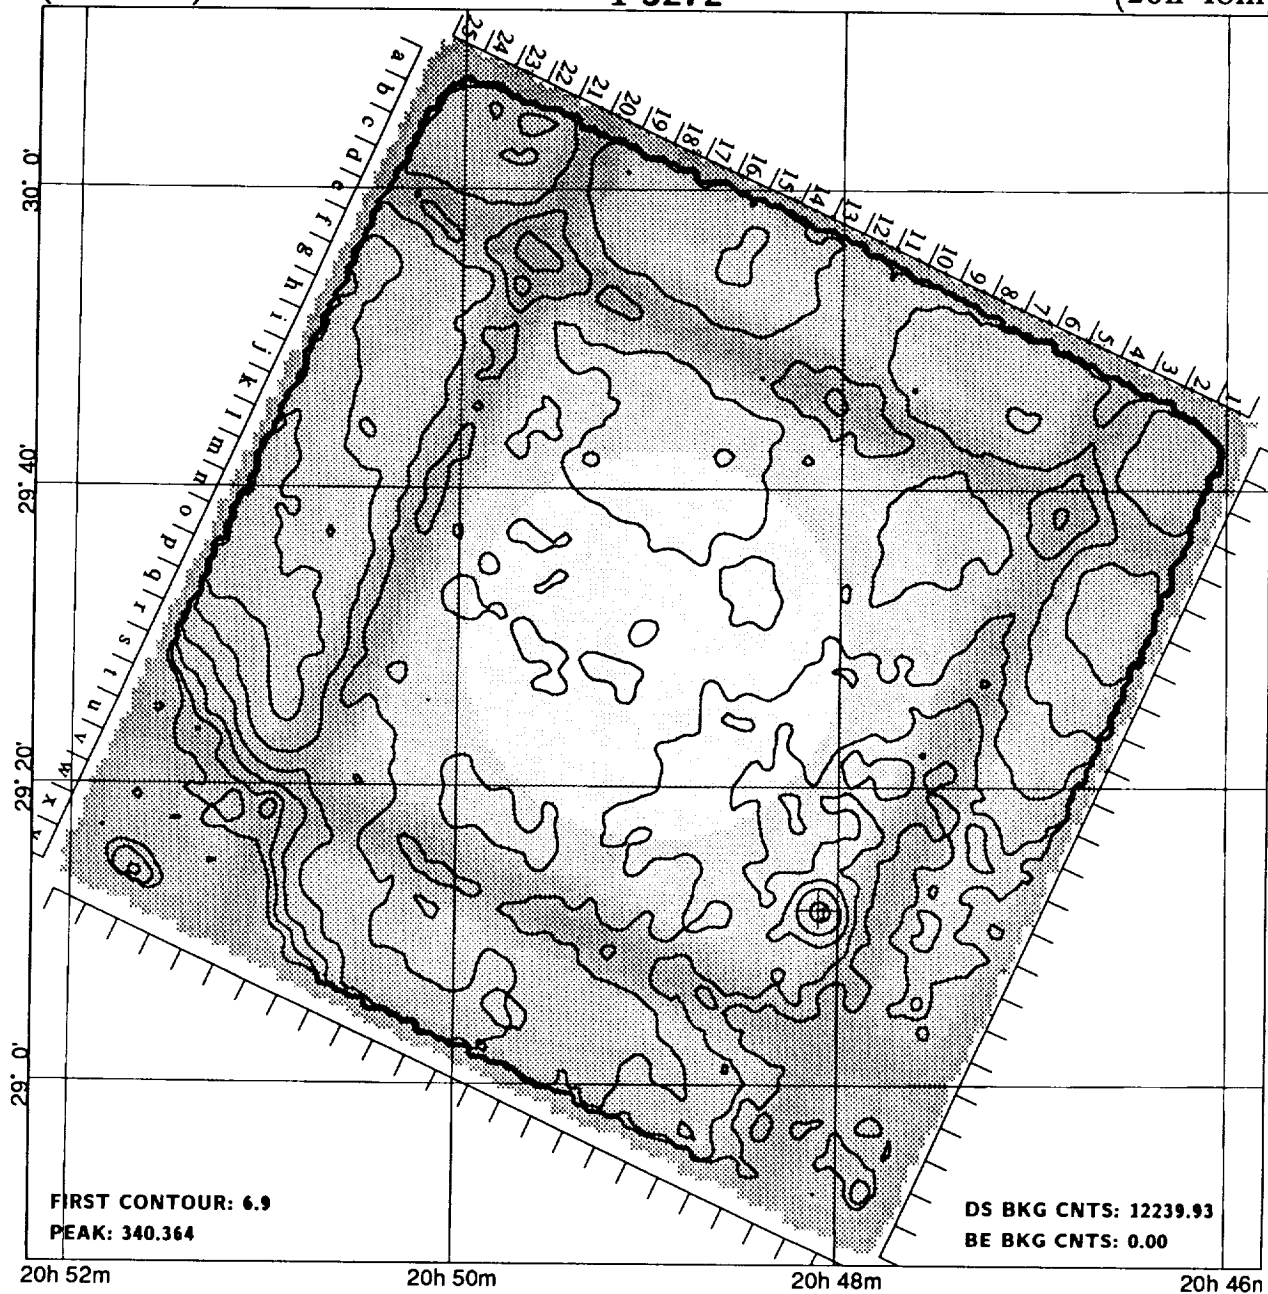 25 24 23 22 21 20 19 18 17 16 15 14 13 12 11 10 9 8 7 6 5 4 3 2 1
a b c d e f g h i j k l m n o p q r s t u v w x y
30° 0'
29° 40'
29° 20'
29° 0'
FIRST CONTOUR: 6.9
PEAK: 340.364
DS BKG CNTS: 12239.93
BE BKG CNTS: 0.00
20h 52m
20h 50m
20h 48m
20h 46m